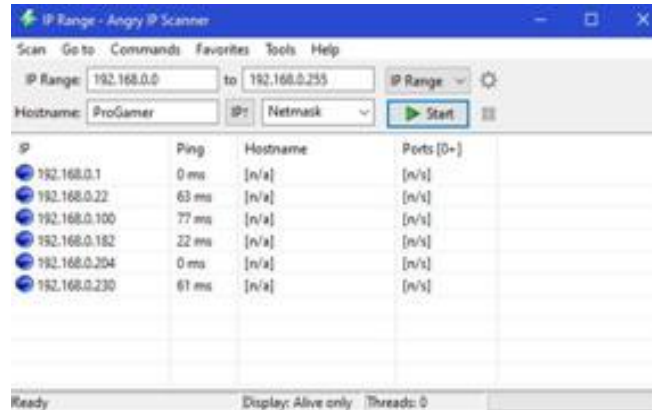 IP Range - Angry IP Scanner
Scan Go to Commands Favorites Tools Help
IP Range: 192.168.0.0 to 192.168.0.255 IP Range
Hostname: ProGamer IP↑ Netmask Start
IP Ping Hostname Ports [0+]
192.168.0.1 0 ms [n/a] [n/s]
192.168.0.22 63 ms [n/a] [n/s]
192.168.0.100 77 ms [n/a] [n/s]
192.168.0.182 22 ms [n/a] [n/s]
192.168.0.204 0 ms [n/a] [n/s]
192.168.0.230 61 ms [n/a] [n/s]
Ready Display: Alive only Threads: 0